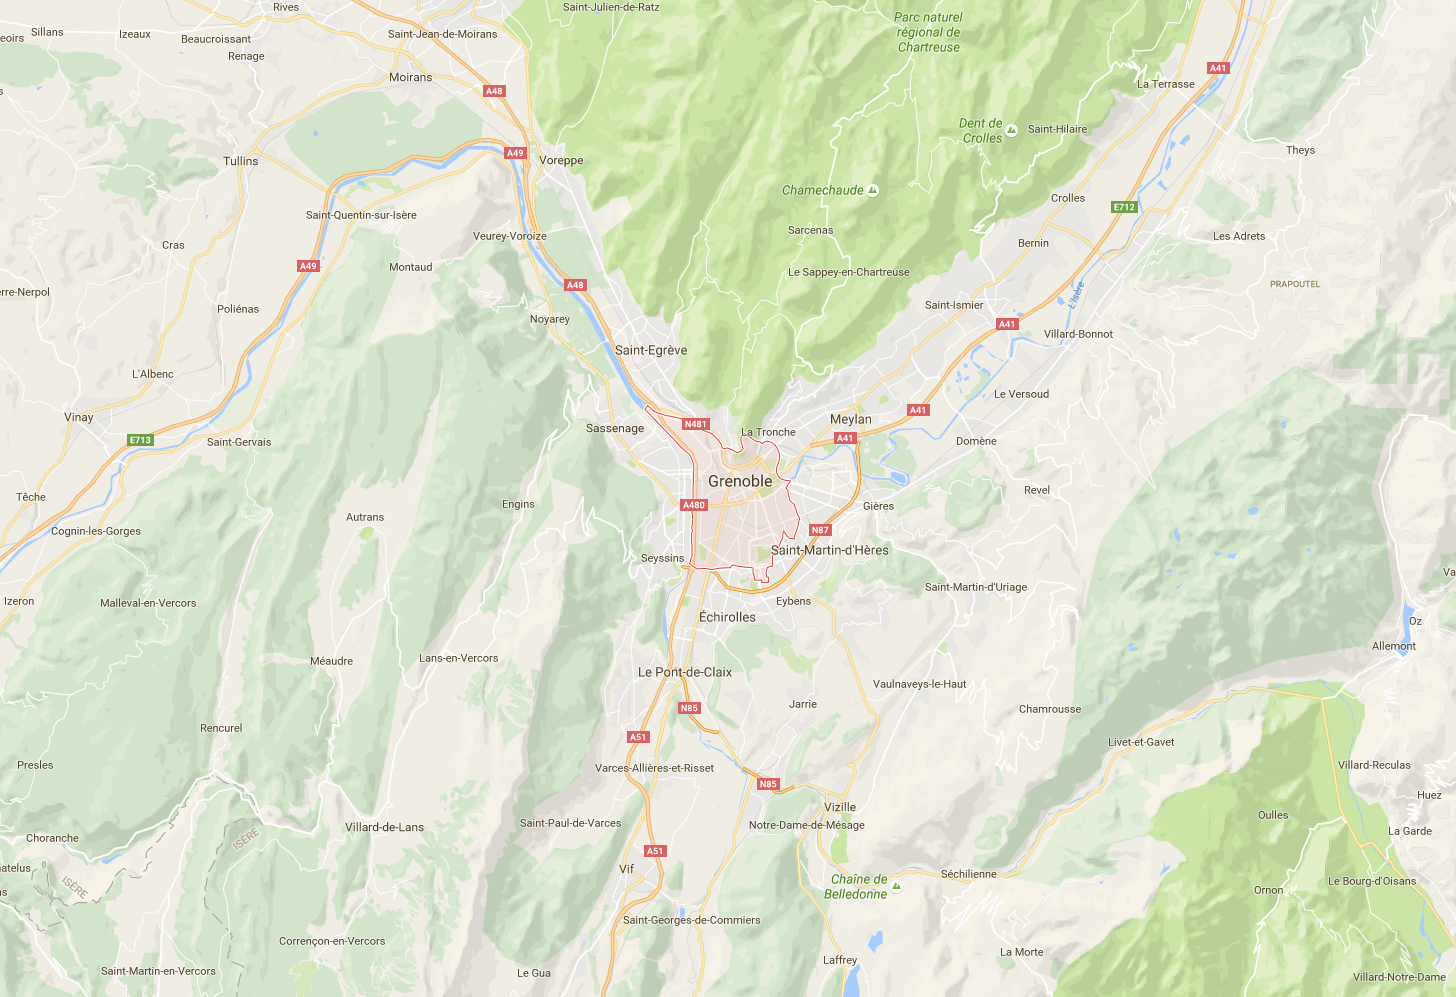 Rives
Saint-Julien-de-Ratz
Parc naturel
régional de
Chartreuse
Sillans
Izeaux
Saint-Jean-de-Moirans
eoirs
Beaucroissant
Renage
A41
Moirans
La Terrasse
A48
Dent de
Crolles
Saint-Hilaire
Theys
A49
Voreppe
Tullins
Chamechaude
Crolles
E712
Saint-Quentin-sur-Isère
Sarcenas
Veurey-Voroize
Les Adrets
Cras
Bernin
Montaud
A49
Le Sappey-en-Chartreuse
A48
PRAPOUTEL
erre-Nerpol
L'Isère
Saint-Ismier
Poliénas
Noyarey
A41
Villard-Bonnot
Saint-Egrève
L'Albenc
Le Versoud
A41
Vinay
Meylan
N481
Sassenage
La Tronche
A41
E713
Saint-Gervais
Domène
Grenoble
Revel
Têche
Engins
A480
Gières
Autrans
Cognin-les-Gorges
N87
Saint-Martin-d'Hères
Seyssins
Va
Saint-Martin-d'Uriage
Izeron
Malleval-en-Vercors
Eybens
Échirolles
Oz
Allemont
Lans-en-Vercors
Méaudre
Le Pont-de-Claix
Vaulnaveys-le-Haut
Jarrie
N85
Chamrousse
Rencurel
A51
Livet-et-Gavet
Presles
Varces-Allières-et-Risset
Villard-Reculas
N85
Huez
Vizille
Oulles
Saint-Paul-de-Varces
Notre-Dame-de-Mésage
Villard-de-Lans
La Garde
Choranche
ISÈRE
A51
Vif
atelus
Séchilienne
Chaîne de
Belledonne
ISÈRE
Le Bourg-d'Oisans
Ornon
ns
Saint-Georges-de-Commiers
Corrençon-en-Vercors
La Morte
Laffrey
Saint-Martin-en-Vercors
Le Gua
Villard-Notre-Dame